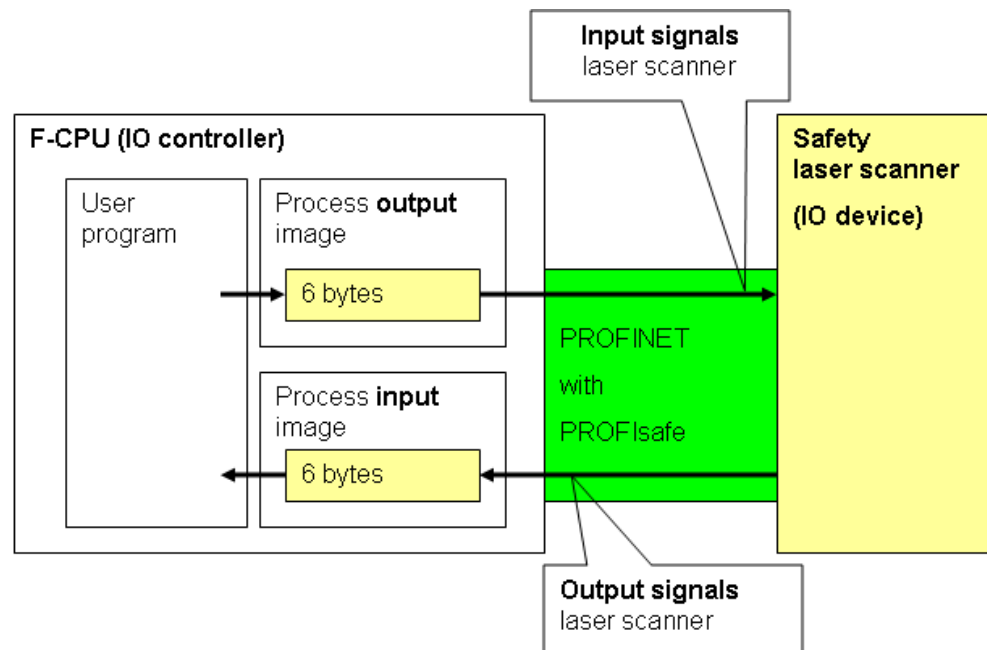 Input signals
laser scanner
F-CPU (IO controller)
User
program
Process output
image
6 bytes
Process input
image
6 bytes
PROFINET
with
PROFIsafe
Safety
laser scanner
(IO device)
Output signals
laser scanner